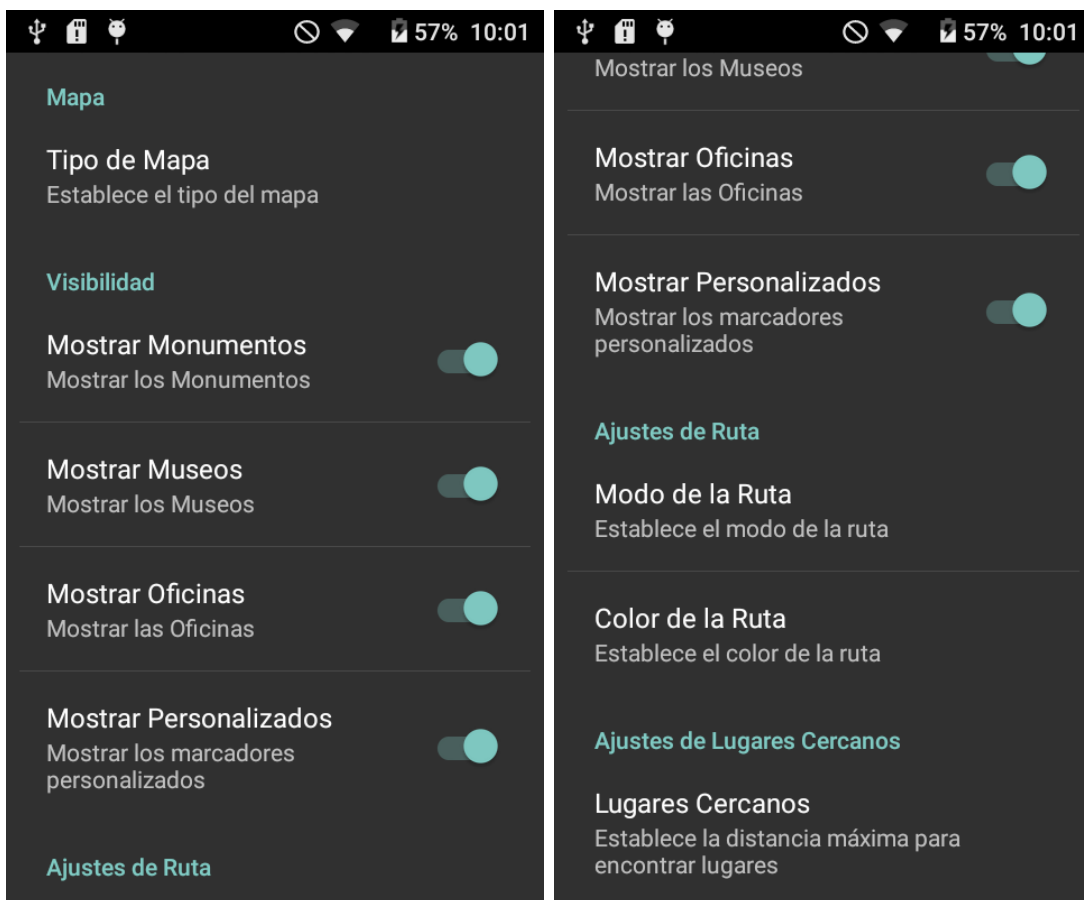 57% 10:01
Mapa
Tipo de Mapa
Establece el tipo del mapa
Visibilidad
Mostrar Monumentos
Mostrar los Monumentos
Mostrar Museos
Mostrar los Museos
Mostrar Oficinas
Mostrar las Oficinas
Mostrar Personalizados
Mostrar los marcadores
personalizados
Ajustes de Ruta
57% 10:01
Mostrar los Museos
Mostrar Oficinas
Mostrar las Oficinas
Mostrar Personalizados
Mostrar los marcadores
personalizados
Ajustes de Ruta
Modo de la Ruta
Establece el modo de la ruta
Color de la Ruta
Establece el color de la ruta
Ajustes de Lugares Cercanos
Lugares Cercanos
Establece la distancia máxima para
encontrar lugares